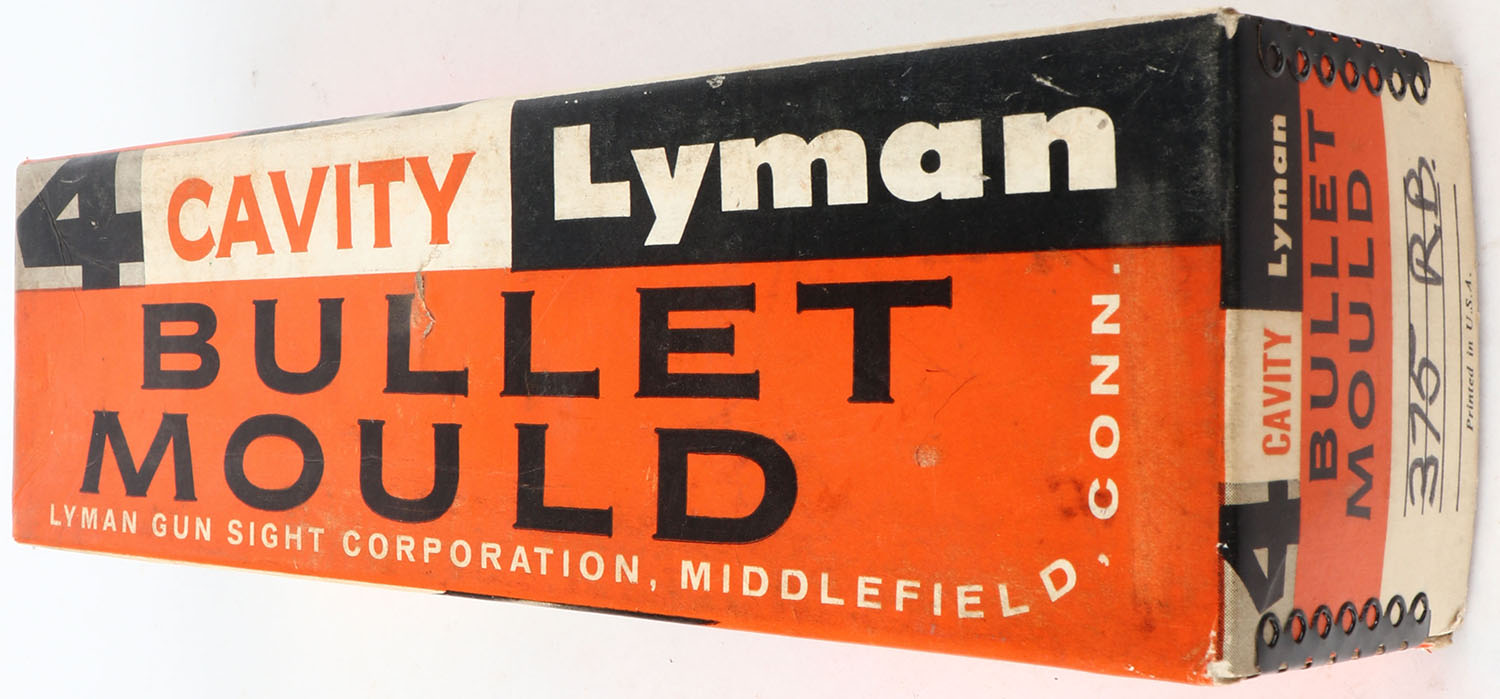 4 CAVITY Lyman
BULLET
MOULD
LYMAN GUN SIGHT CORPORATION, MIDDLEFIELD, CONN.
4 CAVITY Lyman
BULLET
MOULD
375 R.B.
Printed in U.S.A.